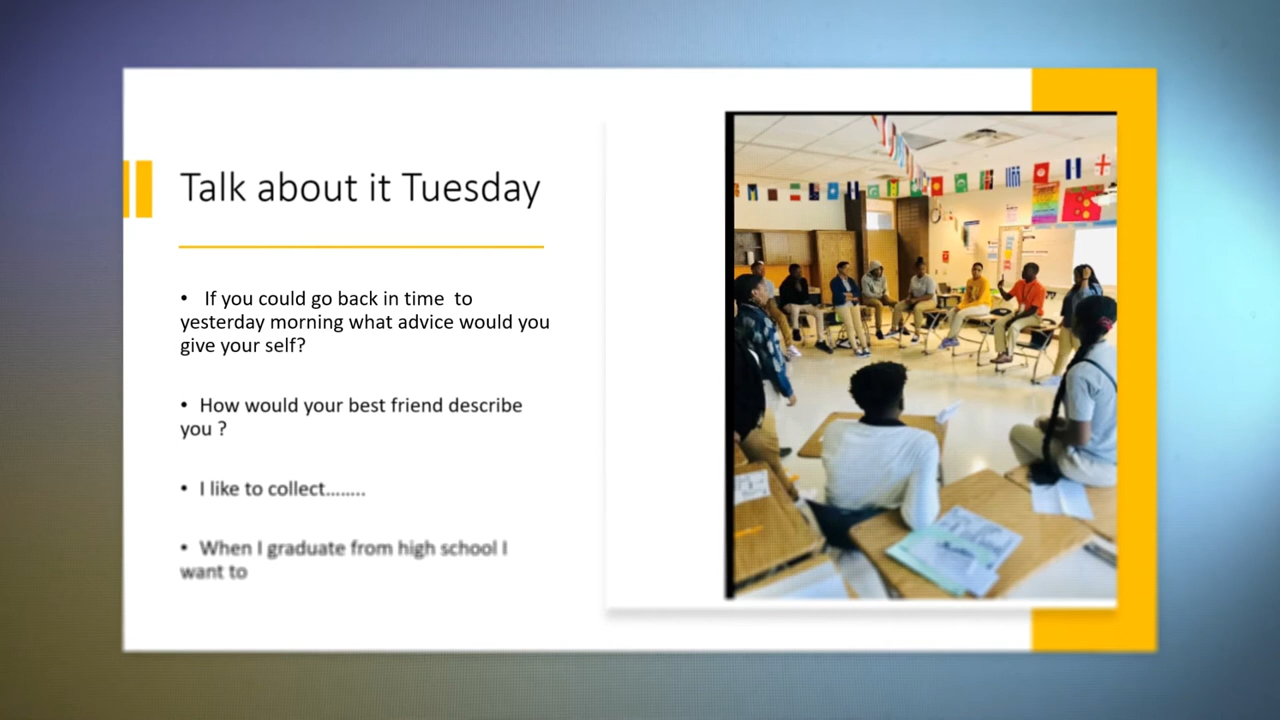 Talk about it Tuesday
• If you could go back in time to
yesterday morning what advice would you
give your self?
• How would your best friend describe
you ?
• I like to collect........
• When I graduate from high school I
want to